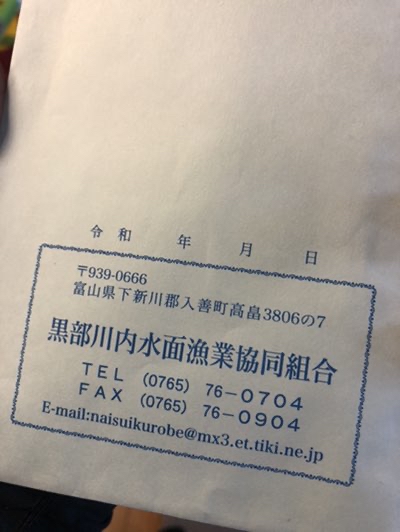 令和　　年　　月　　日
〒939-0666
富山県下新川郡入善町高畠3806の7
黒部川内水面漁業協同組合
TEL (0765) 76-0704
FAX (0765) 76-0904
E-mail:naisuikurobe@mx3.et.tiki.ne.jp